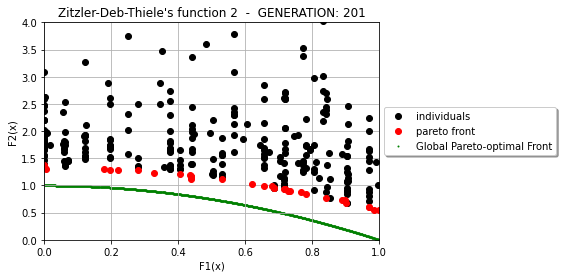 Zitzler-Deb-Thiele's function 2 - GENERATION: 201
4.0
3.5
3.0
2.5
2.0
1.5
1.0
0.5
0.0
F2(x)
0.0 0.2 0.4 0.6 0.8 1.0
F1(x)
individuals
pareto front
Global Pareto-optimal Front